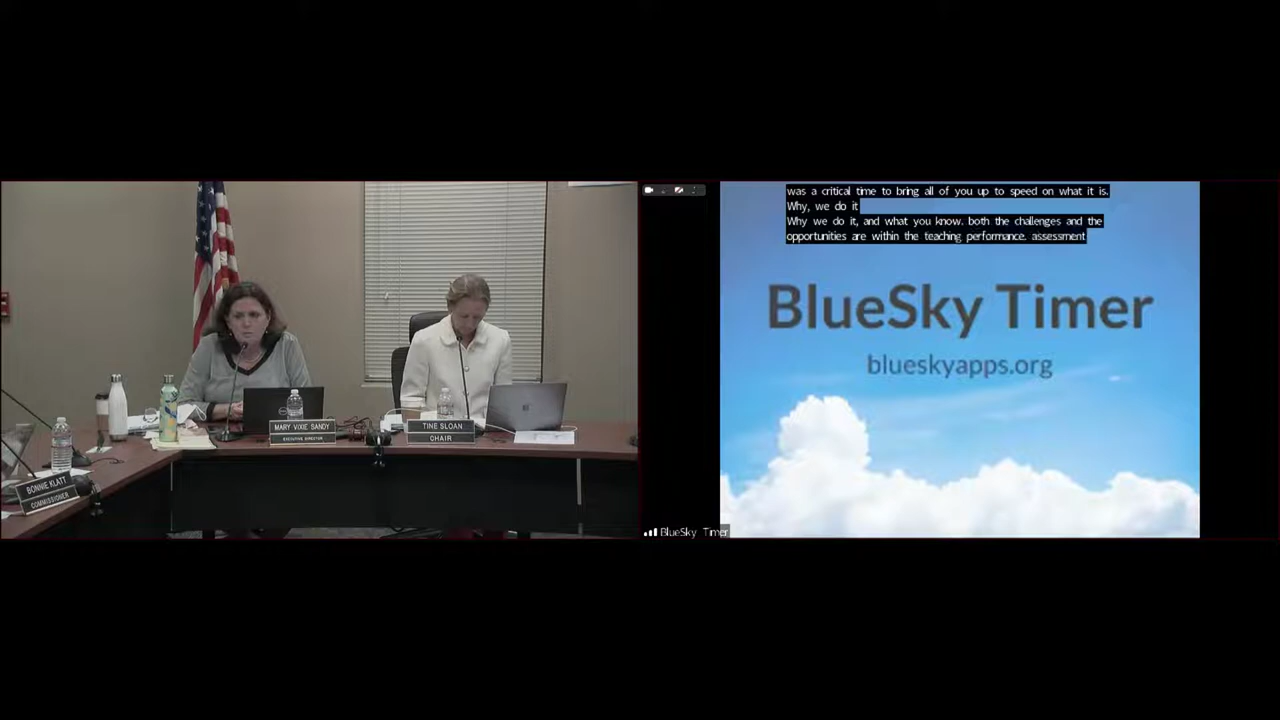 was a critical time to bring all of you up to speed on what it is.
Why, we do it
Why we do it, and what you know. both the challenges and the
opportunities are within the teaching performance. assessment
BlueSky Timer
blueskyapps.org
MARY VIXIE SANDY
EXECUTIVE DIRECTOR
TINE SLOAN
CHAIR
BONNIE KLATT
COMMISSIONER
BlueSky Timer